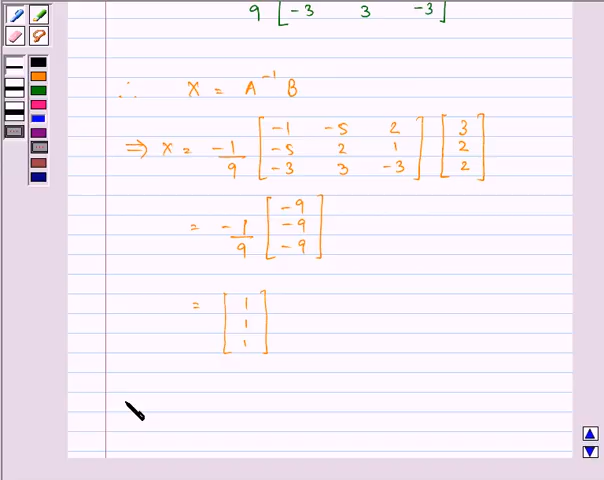 9 [ -3 3 -3 ]
∴ X = A⁻¹ B
⇒ X = -1/9 [ -1 -5 2 ; -5 2 1 ; -3 3 -3 ] [ 3 ; 2 ; 2 ]
= -1/9 [ -9 ; -9 ; -9 ]
= [ 1 ; 1 ; 1 ]